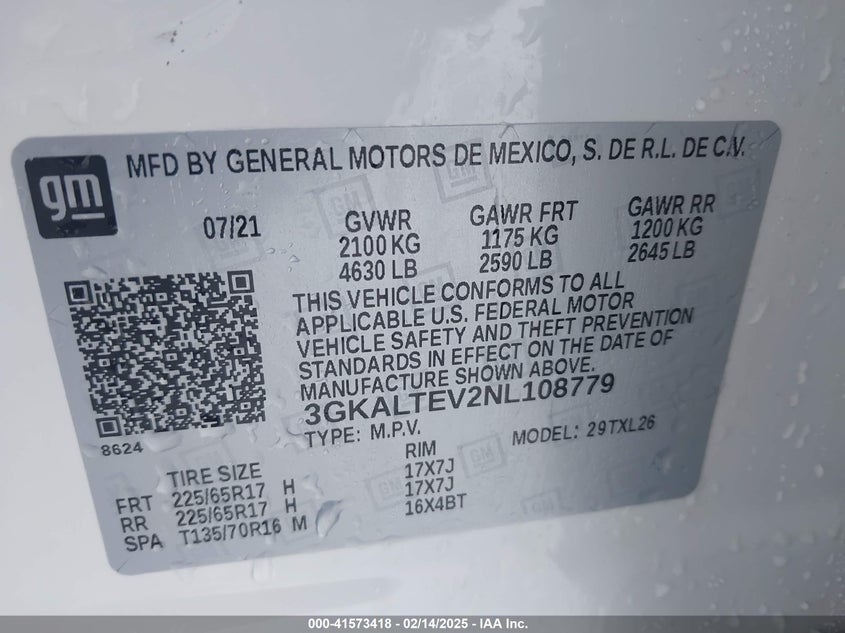 gm
MFD BY GENERAL MOTORS DE MEXICO, S. DE R.L. DE C.V.
07/21
GVWR
2100 KG
4630 LB
GAWR FRT
1175 KG
2590 LB
GAWR RR
1200 KG
2645 LB
THIS VEHICLE CONFORMS TO ALL
APPLICABLE U.S. FEDERAL MOTOR
VEHICLE SAFETY AND THEFT PREVENTION
STANDARDS IN EFFECT ON THE DATE OF
MANUFACTURE SHOWN ABOVE.
3GKALTEV2NL108779
TYPE: M.P.V. MODEL: 29TXL26
8624
TIRE SIZE RIM
FRT 225/65R17 H 17X7J
RR 225/65R17 H 17X7J
SPA T135/70R16 M 16X4BT
000-41573418 - 02/14/2025 - IAA Inc.